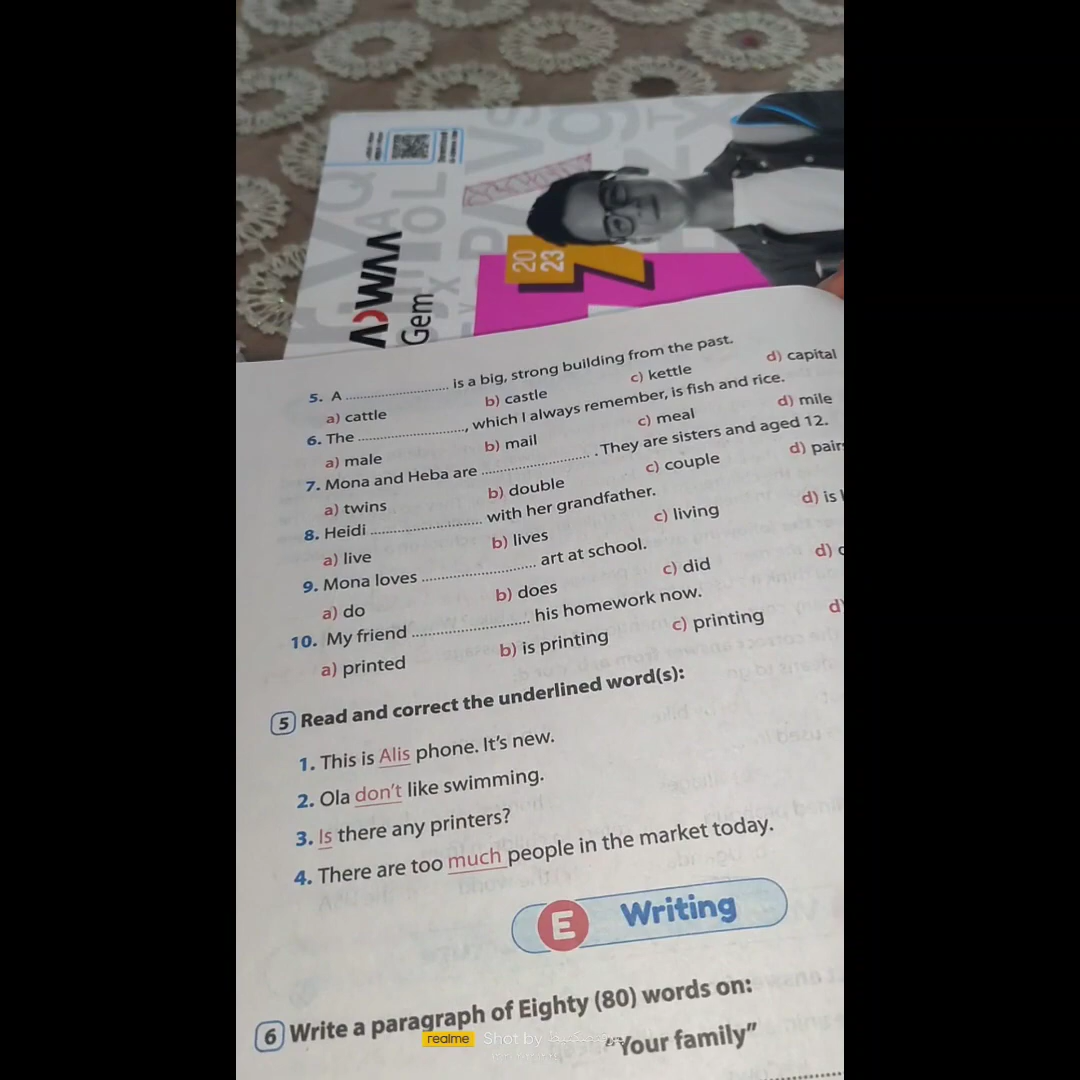 ADWAA
Gem
20
23
5. A .......................... is a big, strong building from the past.
a) cattle b) castle c) kettle d) capital
6. The .........................., which I always remember, is fish and rice.
a) male b) mail c) meal d) mile
7. Mona and Heba are .......................... . They are sisters and aged 12.
a) twins b) double c) couple
8. Heidi .......................... with her grandfather.
a) live b) lives c) living d) is
9. Mona loves .......................... art at school.
a) do b) does c) did d)
10. My friend .......................... his homework now.
a) printed b) is printing c) printing d)
5 Read and correct the underlined word(s):
1. This is Alis phone. It's new.
2. Ola don't like swimming.
3. Is there any printers?
4. There are too much people in the market today.
E Writing
6 Write a paragraph of Eighty (80) words on:
"Your family"
realme Shot by